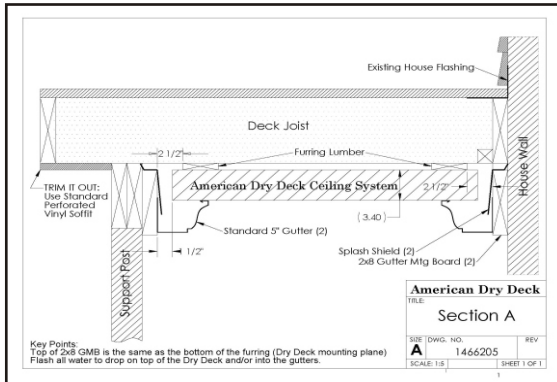 Existing House Flashing
Deck Joist
2 1/2"
Furring Lumber
House Wall
American Dry Deck Ceiling System
2 1/2"
TRIM IT OUT:
Use Standard
Perforated
Vinyl Soffit
(3.40)
Standard 5" Gutter (2)
Splash Shield (2)
2x8 Gutter Mtg Board (2)
1/2"
Support Post
American Dry Deck
TITLE:
Section A
SIZE DWG. NO. REV
A 1466205
SCALE: 1:5 SHEET 1 OF 1
1
Key Points:
Top of 2x8 GMB is the same as the bottom of the furring (Dry Deck mounting plane)
Flash all water to drop on top of the Dry Deck and/or into the gutters.